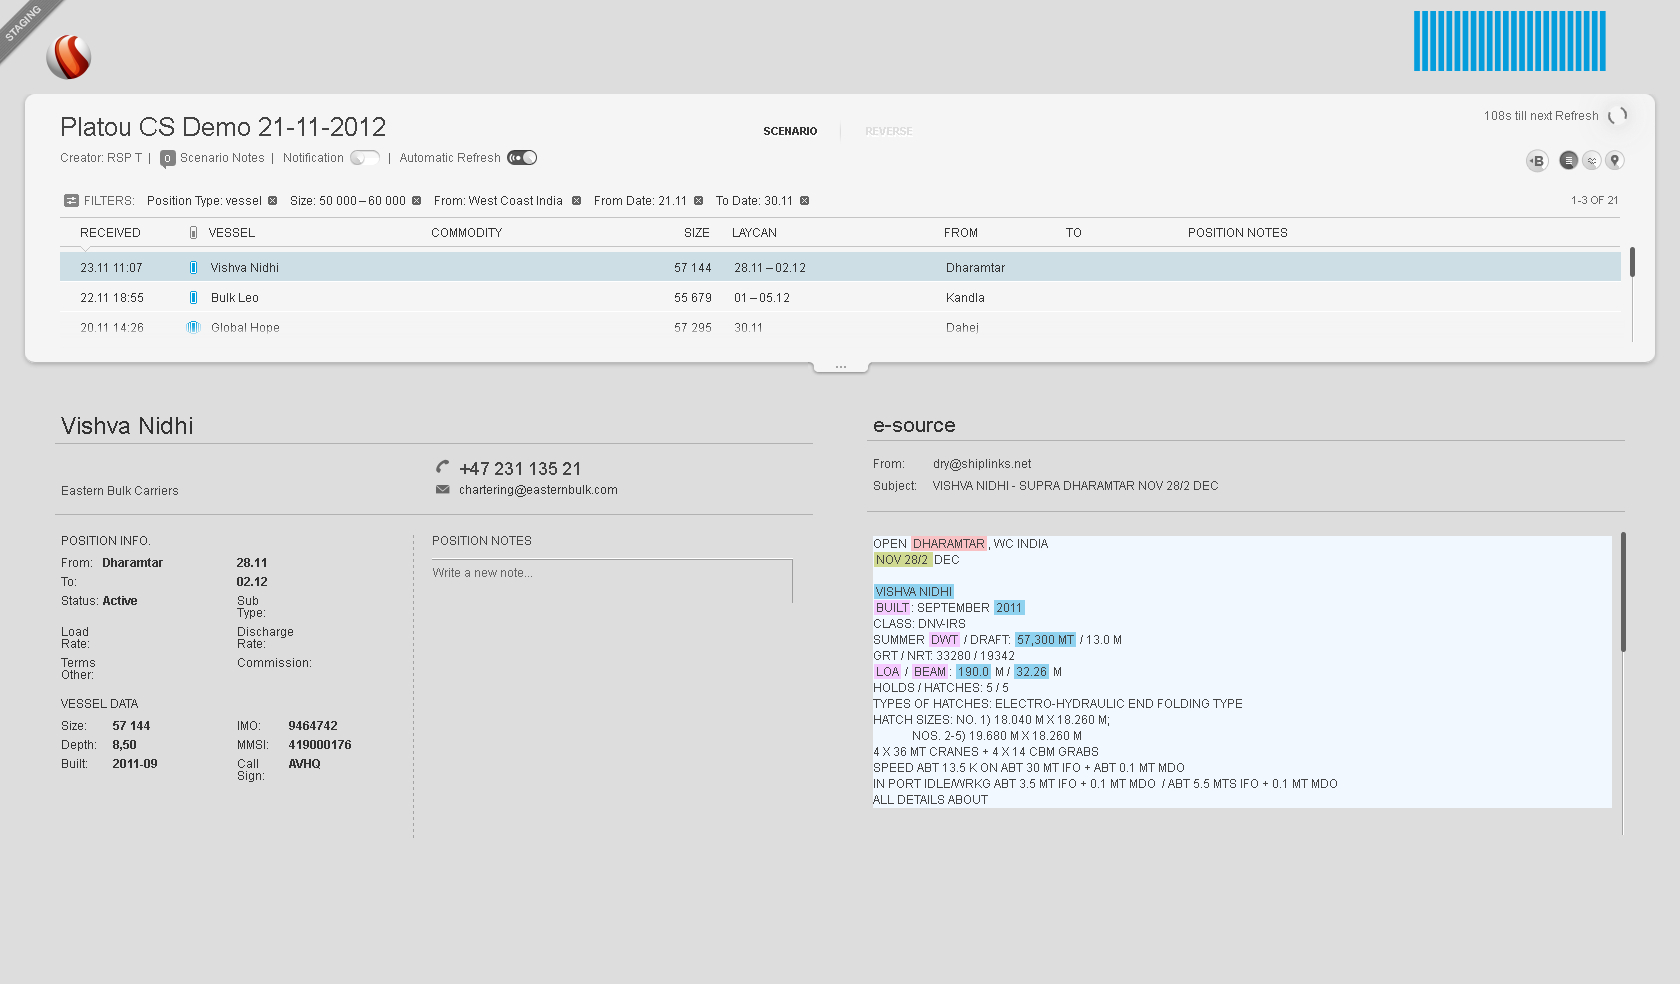 STAGING
Platou CS Demo 21-11-2012
SCENARIO | REVERSE
108s till next Refresh
Creator: RSP T | 0 Scenario Notes | Notification | Automatic Refresh
B
FILTERS: Position Type: vessel Size: 50 000 – 60 000 From: West Coast India From Date: 21.11 To Date: 30.11
1-3 OF 21
RECEIVED VESSEL COMMODITY SIZE LAYCAN FROM TO POSITION NOTES
23.11 11:07 Vishva Nidhi 57 144 28.11 – 02.12 Dharamtar
22.11 18:55 Bulk Leo 55 679 01 – 05.12 Kandla
20.11 14:26 Global Hope 57 295 30.11 Dahej
...
Vishva Nidhi
Eastern Bulk Carriers
+47 231 135 21
chartering@easternbulk.com
POSITION INFO.
From: Dharamtar 28.11
To: 02.12
Status: Active Sub Type:
Load Rate: Discharge Rate:
Terms Other: Commission:
VESSEL DATA
Size: 57 144 IMO: 9464742
Depth: 8,50 MMSI: 419000176
Built: 2011-09 Call Sign: AVHQ
POSITION NOTES
Write a new note...
e-source
From: dry@shiplinks.net
Subject: VISHVA NIDHI - SUPRA DHARAMTAR NOV 28/2 DEC
OPEN DHARAMTAR, WC INDIA
NOV 28/2 DEC
VISHVA NIDHI
BUILT: SEPTEMBER 2011
CLASS: DNV-IRS
SUMMER DWT / DRAFT: 57,300 MT / 13.0 M
GRT / NRT: 33280 / 19342
LOA / BEAM: 190.0 M / 32.26 M
HOLDS / HATCHES: 5 / 5
TYPES OF HATCHES: ELECTRO-HYDRAULIC END FOLDING TYPE
HATCH SIZES: NO. 1) 18.040 M X 18.260 M;
NOS. 2-5) 19.680 M X 18.260 M
4 X 36 MT CRANES + 4 X 14 CBM GRABS
SPEED ABT 13.5 K ON ABT 30 MT IFO + ABT 0.1 MT MDO
IN PORT IDLE/WRKG ABT 3.5 MT IFO + 0.1 MT MDO / ABT 5.5 MTS IFO + 0.1 MT MDO
ALL DETAILS ABOUT